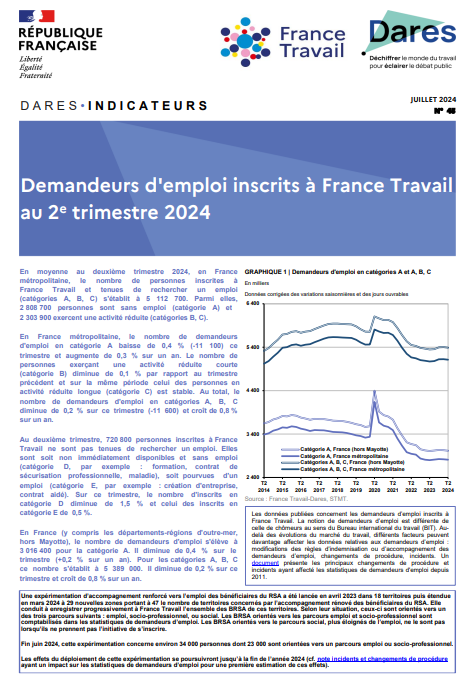 RÉPUBLIQUE
FRANÇAISE
Liberté
Égalité
Fraternité
France
Travail
Dares
Déchiffrer le monde du travail
pour éclairer le débat public
DARES•INDICATEURS
JUILLET 2024
N° 45
Demandeurs d'emploi inscrits à France Travail
au 2e trimestre 2024
En moyenne au deuxième trimestre 2024, en France
métropolitaine, le nombre de personnes inscrites à
France Travail et tenues de rechercher un emploi
(catégories A, B, C) s'établit à 5 112 700. Parmi elles,
2 808 700 personnes sont sans emploi (catégorie A) et
2 303 900 exercent une activité réduite (catégories B, C).
En France métropolitaine, le nombre de demandeurs
d'emploi en catégorie A baisse de 0,4 % (-11 100) ce
trimestre et augmente de 0,3 % sur un an. Le nombre de
personnes exerçant une activité réduite courte
(catégorie B) diminue de 0,1 % par rapport au trimestre
précédent et sur la même période celui des personnes en
activité réduite longue (catégorie C) est stable. Au total, le
nombre de demandeurs d'emploi en catégories A, B, C
diminue de 0,2 % sur ce trimestre (-11 600) et croît de 0,8 %
sur un an.
Au deuxième trimestre, 720 800 personnes inscrites à France
Travail ne sont pas tenues de rechercher un emploi. Elles
sont soit non immédiatement disponibles et sans emploi
(catégorie D, par exemple : formation, contrat de
sécurisation professionnelle, maladie), soit pourvues d'un
emploi (catégorie E, par exemple : création d'entreprise,
contrat aidé). Sur ce trimestre, le nombre d'inscrits en
catégorie D diminue de 1,5 % et celui des inscrits en
catégorie E de 0,5 %.
En France (y compris les départements-régions d'outre-mer,
hors Mayotte), le nombre de demandeurs d'emploi s'élève à
3 016 400 pour la catégorie A. Il diminue de 0,4 % sur le
trimestre (+0,2 % sur un an). Pour les catégories A, B, C
ce nombre s'établit à 5 389 000. Il diminue de 0,2 % sur ce
trimestre et croît de 0,8 % sur un an.
GRAPHIQUE 1 | Demandeurs d'emploi en catégories A et A, B, C
En milliers
Données corrigées des variations saisonnières et des jours ouvrables
6 400
5 400
4 400
3 400
2 400
Catégorie A, France (hors Mayotte)
Catégorie A, France métropolitaine
Catégories A, B, C, France (hors Mayotte)
Catégories A, B, C, France métropolitaine
T2 T2 T2 T2 T2 T2 T2 T2 T2 T2 T2
2014 2015 2016 2017 2018 2019 2020 2021 2022 2023 2024
Source : France Travail-Dares, STMT.
Les données publiées concernent les demandeurs d'emploi inscrits à
France Travail. La notion de demandeurs d'emploi est différente de
celle de chômeurs au sens du Bureau international du travail (BIT). Au-
delà des évolutions du marché du travail, différents facteurs peuvent
davantage affecter les données relatives aux demandeurs d'emploi :
modifications des règles d'indemnisation ou d'accompagnement des
demandeurs d'emploi, changements de procédure, incidents. Un
document présente les principaux changements de procédure et
incidents ayant affecté les statistiques de demandeurs d'emploi depuis
2011.
Une expérimentation d'accompagnement renforcé vers l'emploi des bénéficiaires du RSA a été lancée en avril 2023 dans 18 territoires puis étendue
en mars 2024 à 29 nouvelles zones portant à 47 le nombre de territoires concernés par l'accompagnement rénové des bénéficiaires du RSA. Elle
conduit à enregistrer progressivement à France Travail l'ensemble des BRSA de ces territoires. Selon leur situation, ceux-ci sont orientés vers un
des trois parcours suivants : emploi, socio-professionnel, ou social. Les BRSA orientés vers les parcours emploi et socio-professionnel sont
comptabilisés dans les statistiques de demandeurs d'emploi. Les BRSA orientés vers le parcours social, plus éloignés de l'emploi, ne le sont pas
lorsqu'ils ne prennent pas l'initiative de s'inscrire.
Fin juin 2024, cette expérimentation concerne environ 34 000 personnes dont 23 000 sont orientées vers un parcours emploi ou socio-professionnel.
Les effets du déploiement de cette expérimentation se poursuivront jusqu'à la fin de l'année 2024 (cf. note incidents et changements de procédure
ayant un impact sur les statistiques de demandeurs d'emploi pour une première estimation de ces effets).